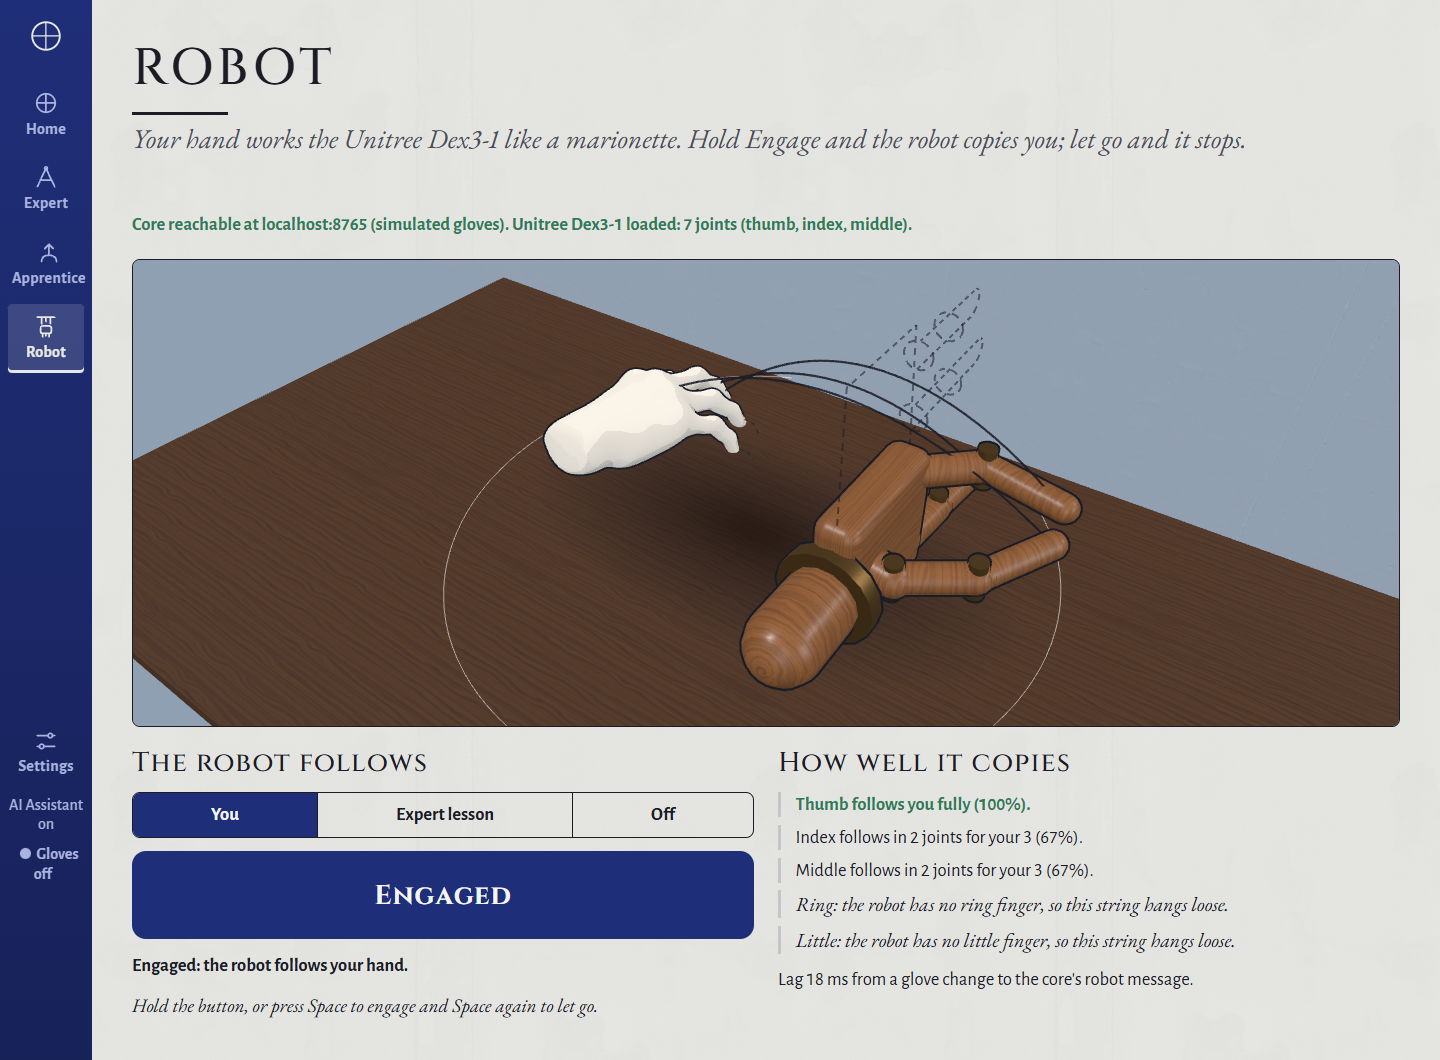 ROBOT
Your hand works the Unitree Dex3-1 like a marionette. Hold Engage and the robot copies you; let go and it stops.
Home
Expert
Apprentice
Robot
Core reachable at localhost:8765 (simulated gloves). Unitree Dex3-1 loaded: 7 joints (thumb, index, middle).
Settings
AI Assistant
on
Gloves
off
THE ROBOT FOLLOWS
You
Expert lesson
Off
ENGAGED
Engaged: the robot follows your hand.
Hold the button, or press Space to engage and Space again to let go.
HOW WELL IT COPIES
Thumb follows you fully (100%).
Index follows in 2 joints for your 3 (67%).
Middle follows in 2 joints for your 3 (67%).
Ring: the robot has no ring finger, so this string hangs loose.
Little: the robot has no little finger, so this string hangs loose.
Lag 18 ms from a glove change to the core's robot message.